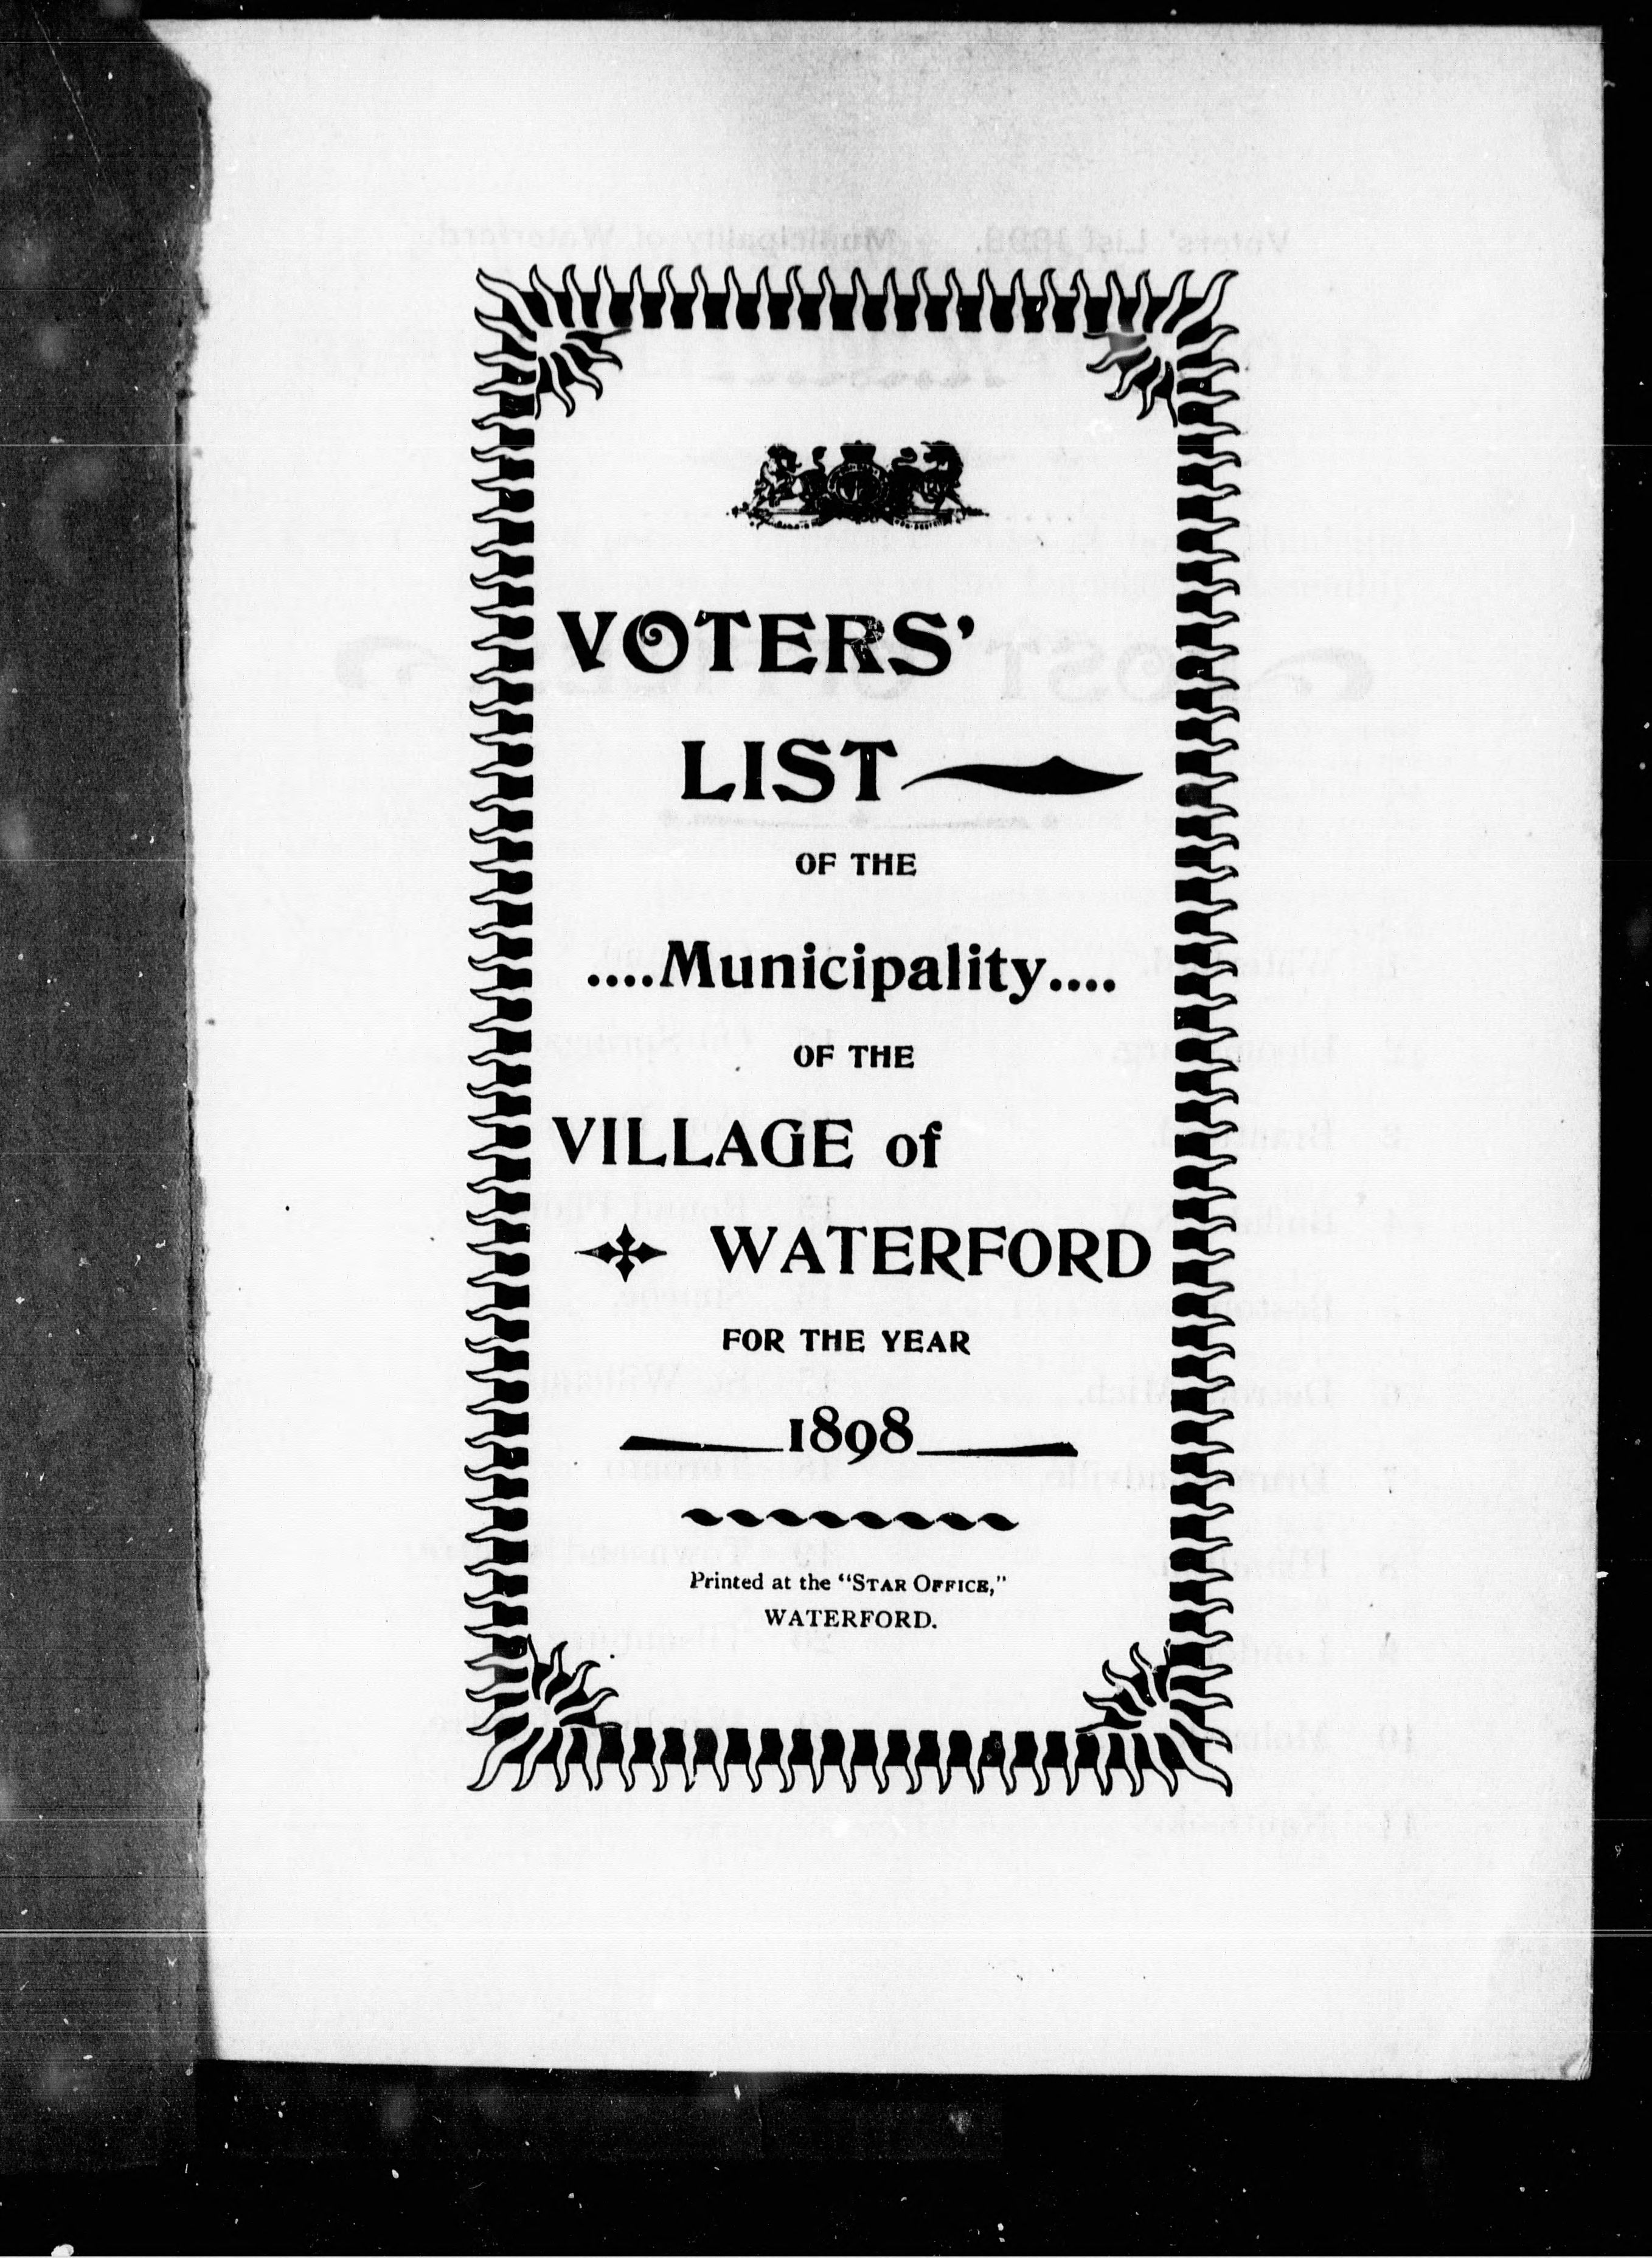 VOTERS'
LIST
OF THE
....Municipality....
OF THE
VILLAGE of
WATERFORD
FOR THE YEAR
1898
Printed at the "STAR OFFICE,"
WATERFORD.